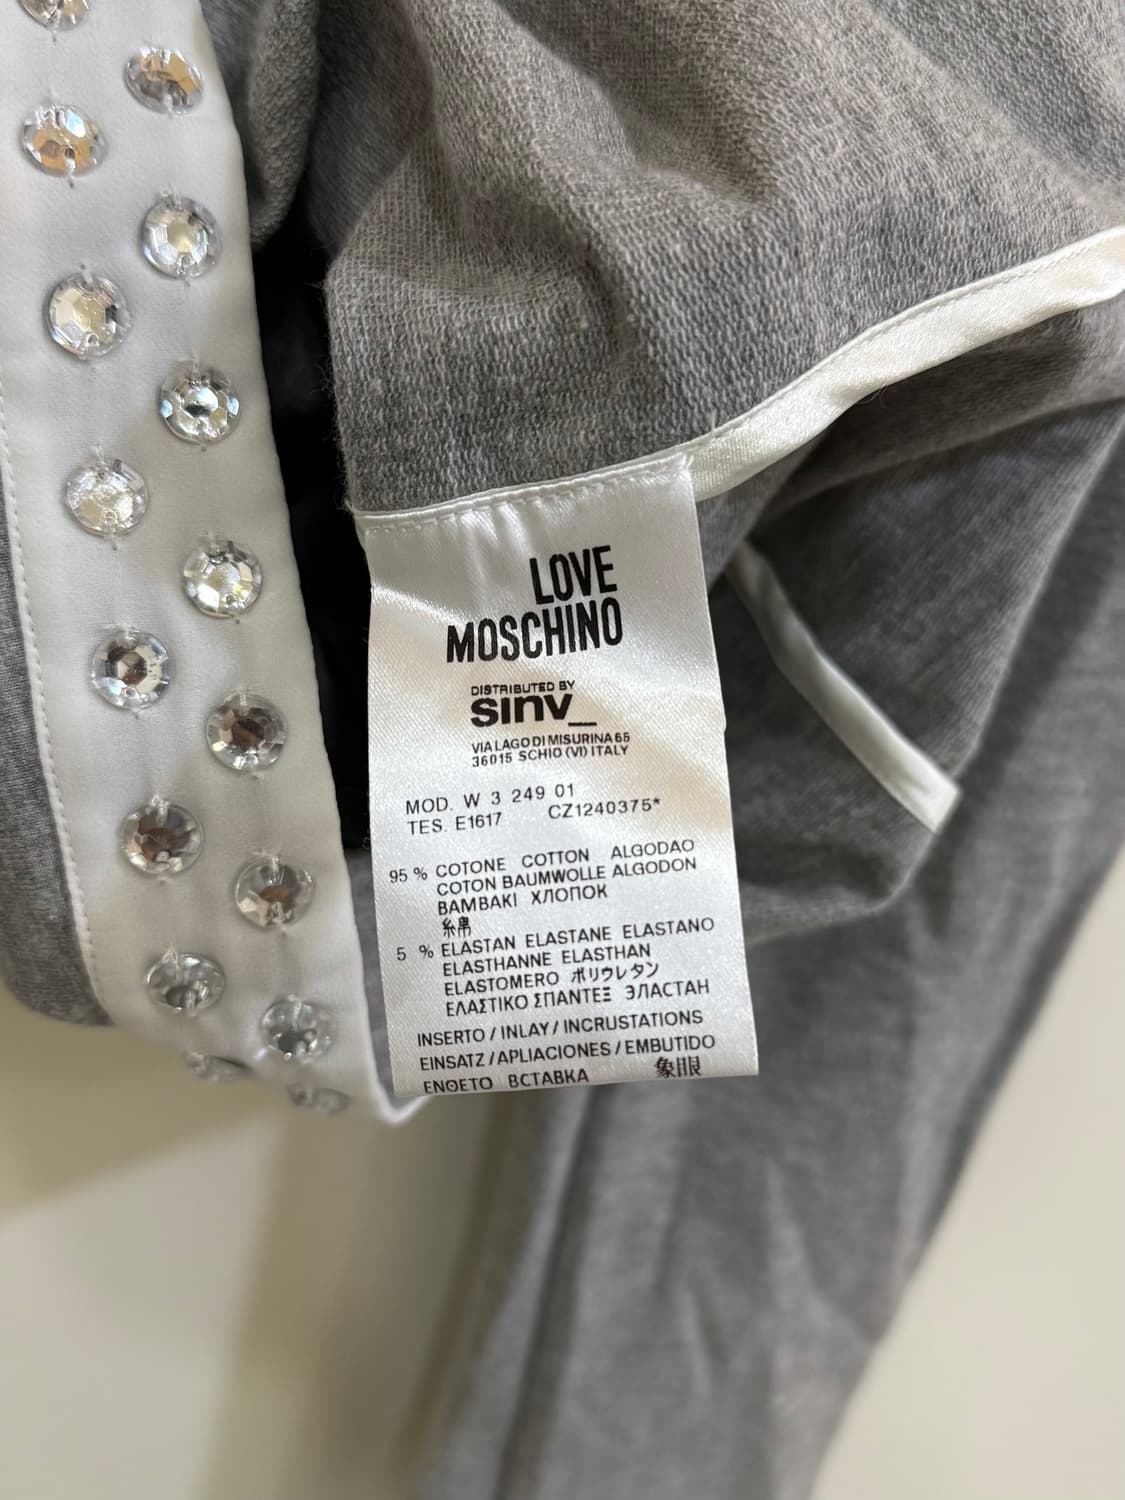 LOVE
MOSCHINO
DISTRIBUTED BY
sinv_
VIA LAGO DI MISURINA 65
36015 SCHIO (VI) ITALY
MOD. W 3 249 01
TES. E1617 CZ1240375*
95 % COTONE COTTON ALGODAO
COTON BAUMWOLLE ALGODON
BAMBAKI ХЛОПОК
綿
5 % ELASTAN ELASTANE ELASTANO
ELASTHANNE ELASTHAN
ELASTOMERO ポリウレタン
ΕΛΑΣΤΙΚΟ ΣΠΑΝΤΕΞ ЭЛАСТАН
INSERTO / INLAY / INCRUSTATIONS
EINSATZ / APLIACIONES / EMBUTIDO
ΕΝΘΕΤΟ ВСТАВКА 象眼